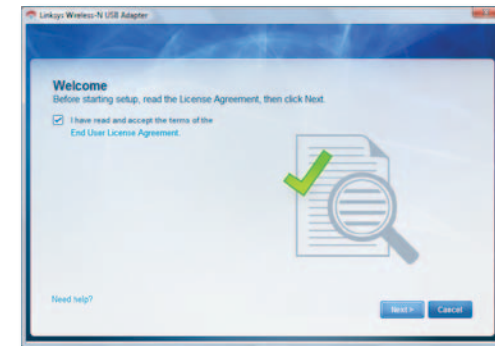 Linksys Wireless-N USB Adapter
Welcome
Before starting setup, read the License Agreement, then click Next.
I have read and accept the terms of the
End User License Agreement.
Need help?
Next >
Cancel